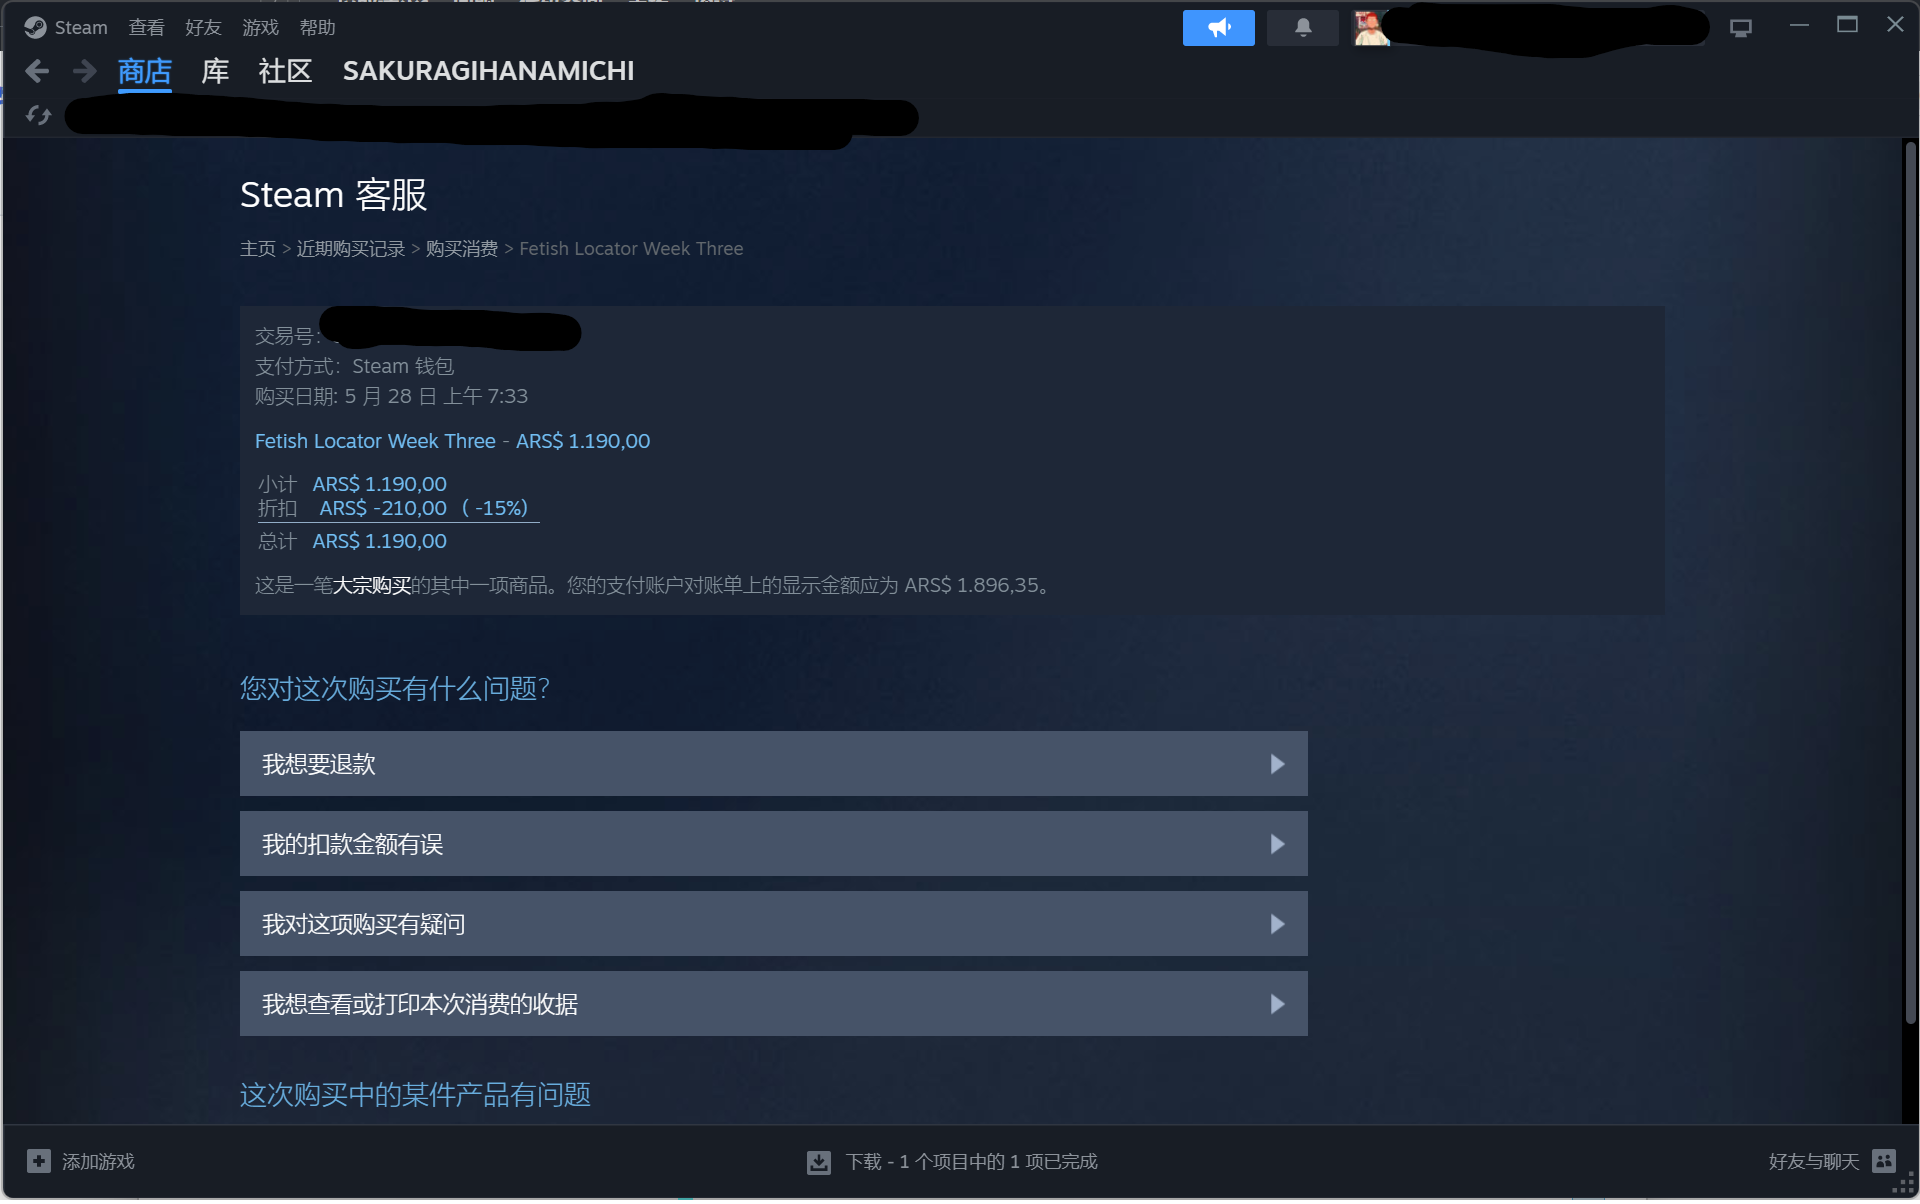 Steam 查看 好友 游戏 帮助
商店 库 社区 SAKURAGIHANAMICHI
Steam 客服
主页 > 近期购买记录 > 购买消费 > Fetish Locator Week Three
交易号:
支付方式: Steam 钱包
购买日期: 5 月 28 日 上午 7:33
Fetish Locator Week Three - ARS$ 1.190,00
小计 ARS$ 1.190,00
折扣 ARS$ -210,00 ( -15%)
总计 ARS$ 1.190,00
这是一笔大宗购买的其中一项商品。您的支付账户对账单上的显示金额应为 ARS$ 1.896,35。
您对这次购买有什么问题?
我想要退款
我的扣款金额有误
我对这项购买有疑问
我想查看或打印本次消费的收据
这次购买中的某件产品有问题
添加游戏 下载 - 1 个项目中的 1 项已完成 好友与聊天